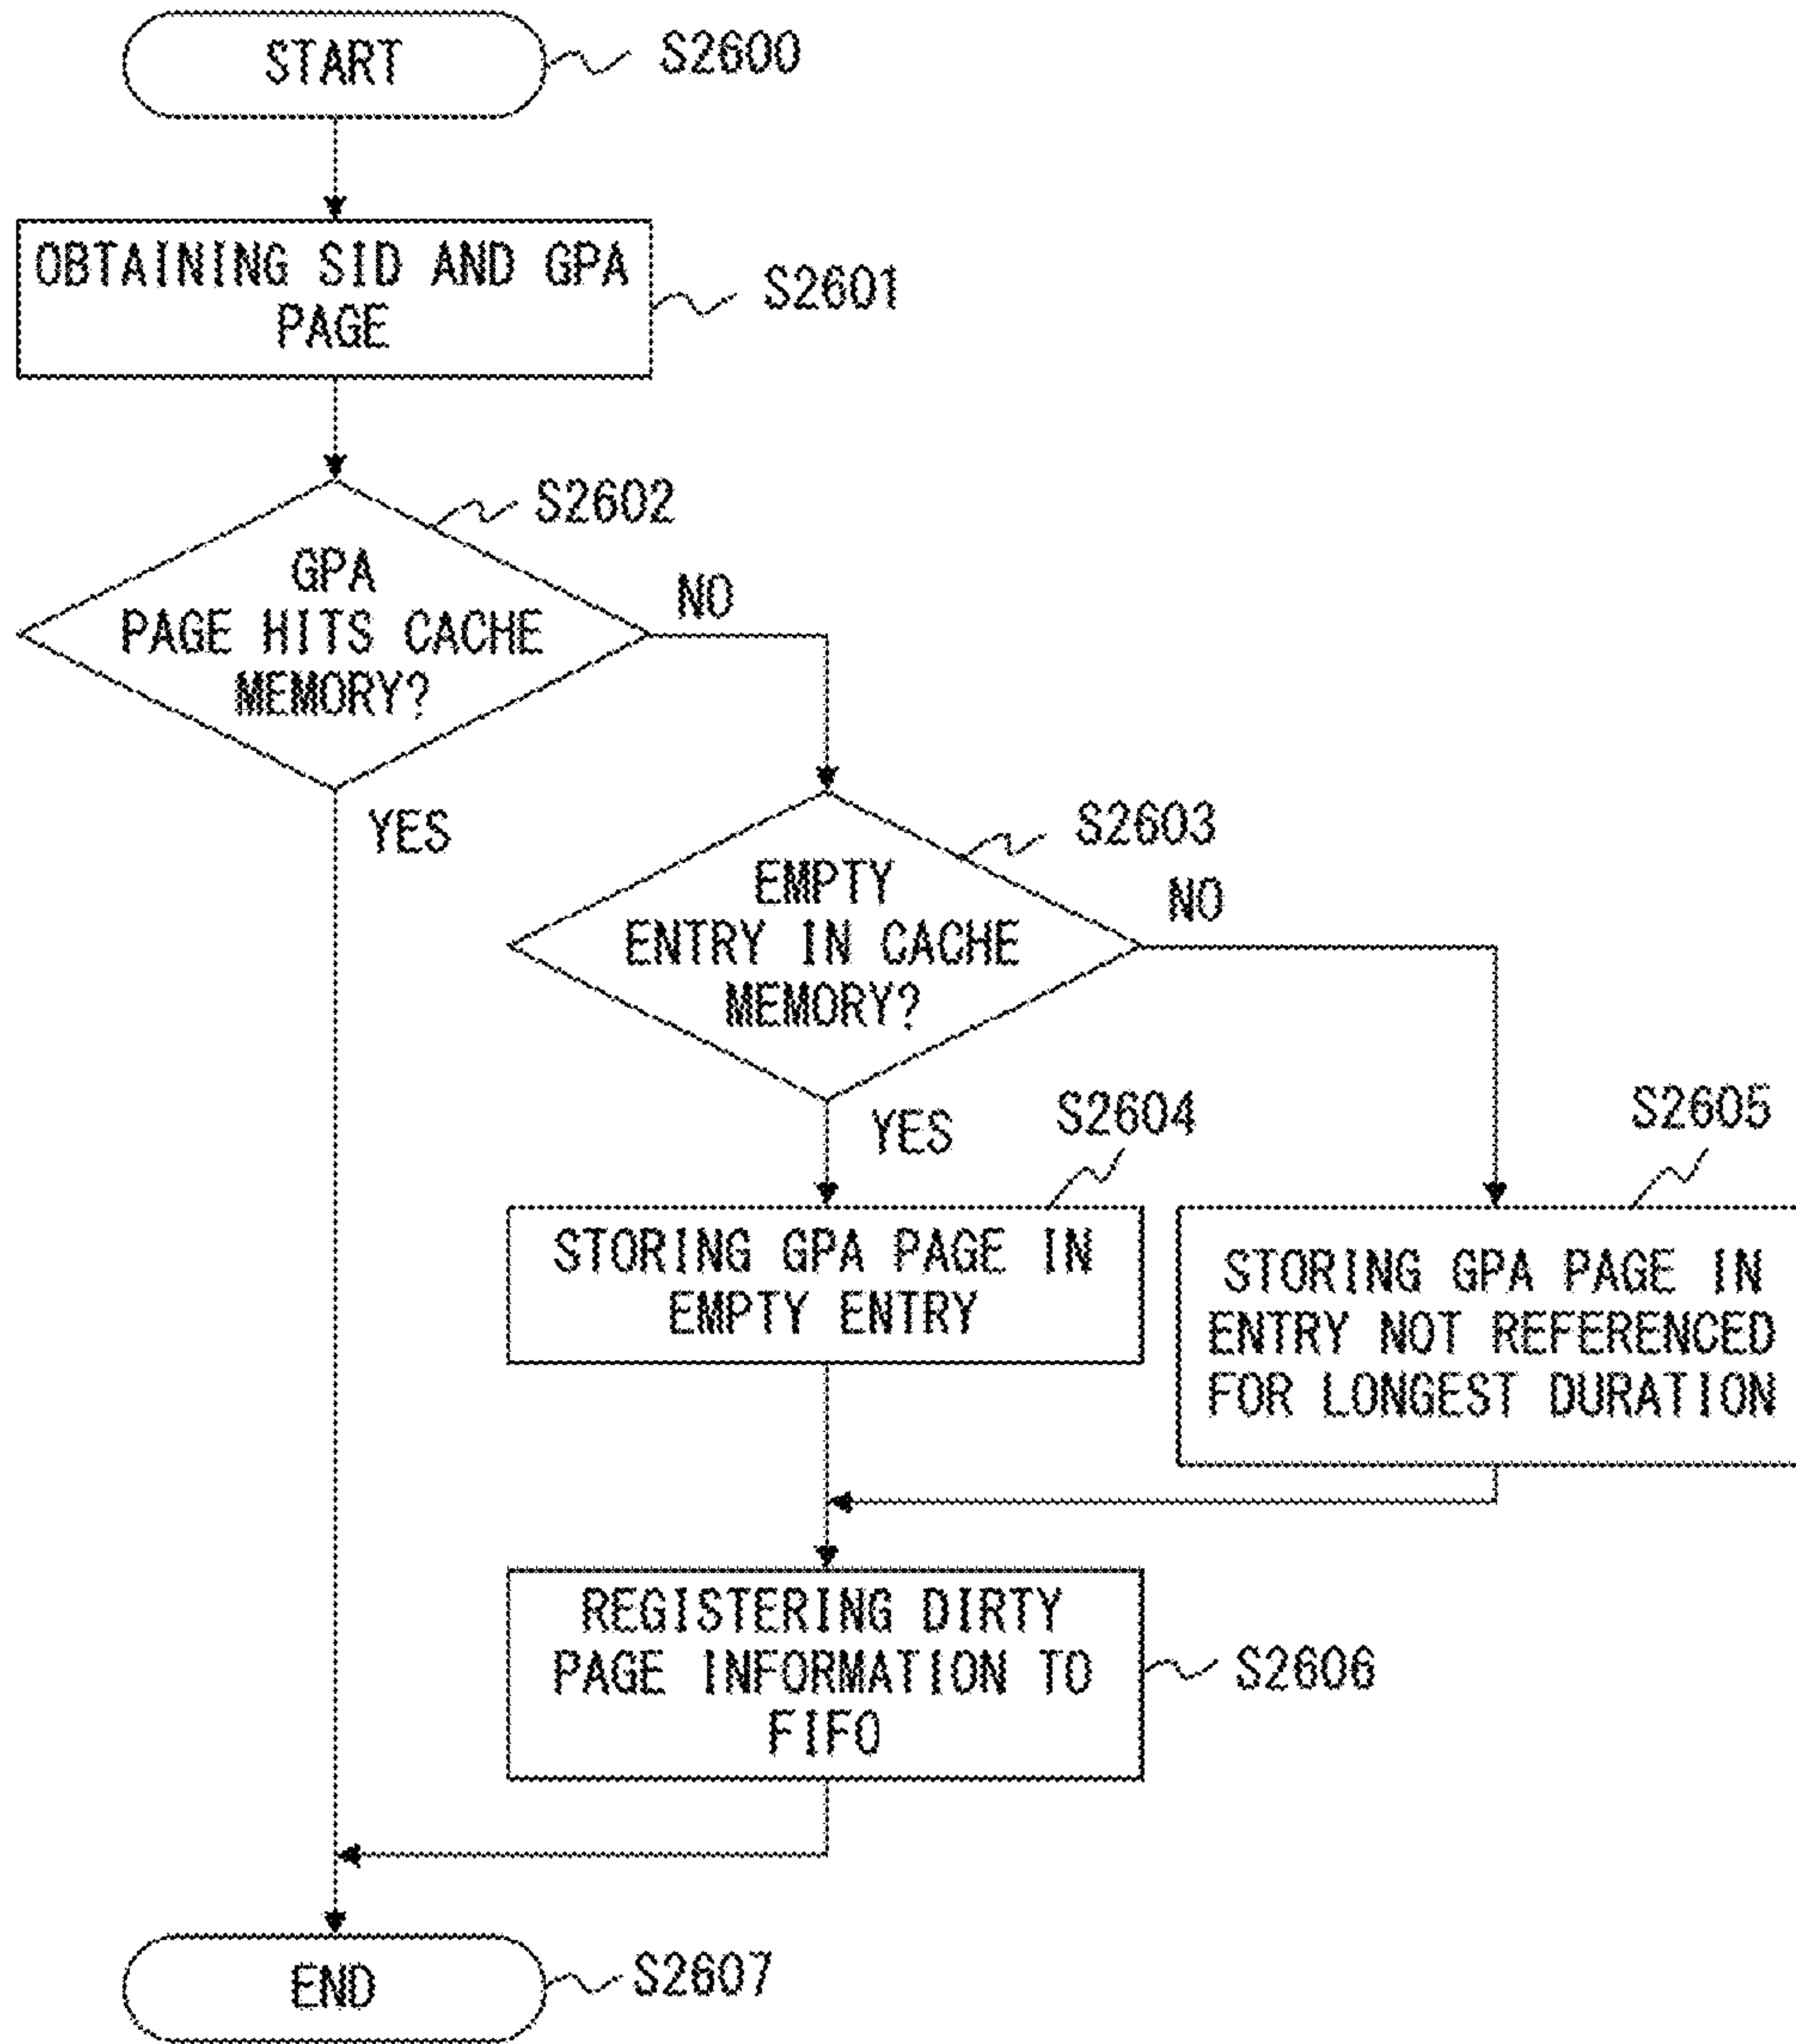 START
S2600
OBTAINING SID AND GPA
PAGE
S2601
S2602
GPA
PAGE HITS CACHE
MEMORY?
NO
YES
S2603
EMPTY
ENTRY IN CACHE
MEMORY?
NO
YES
S2604
S2605
STORING GPA PAGE IN
EMPTY ENTRY
STORING GPA PAGE IN
ENTRY NOT REFERENCED
FOR LONGEST DURATION
REGISTERING DIRTY
PAGE INFORMATION TO
FIFO
S2606
END
S2607